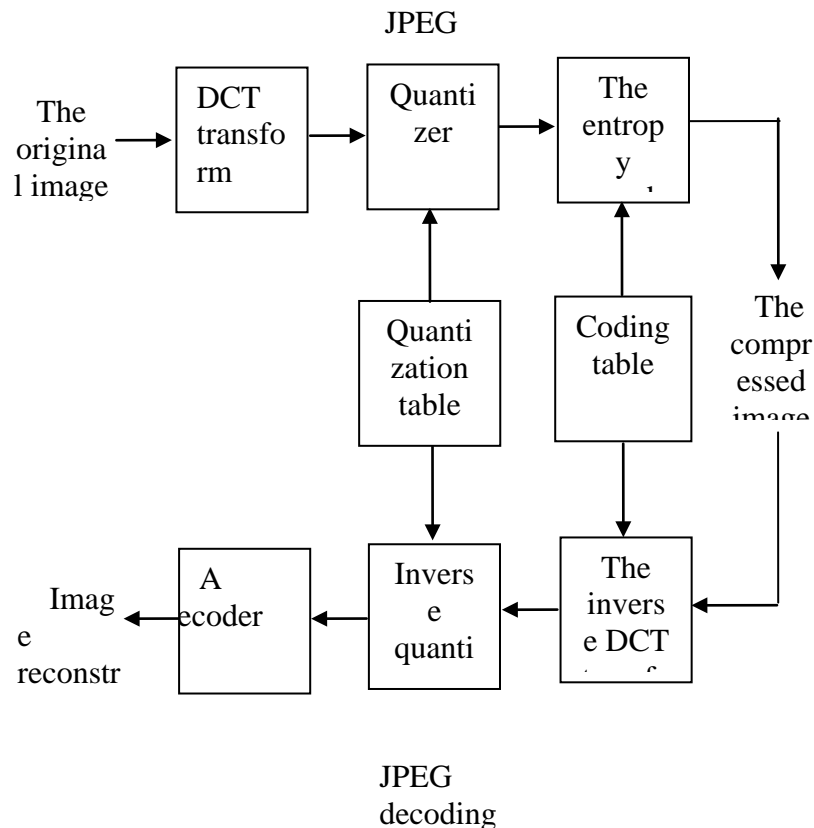 JPEG
The
origina
l image
DCT
transfo
rm
Quanti
zer
The
entrop
y
Quanti
zation
table
Coding
table
The
compr
essed
image
Imag
e
reconstr
A
ecoder
Invers
e
quanti
The
invers
e DCT
JPEG
decoding